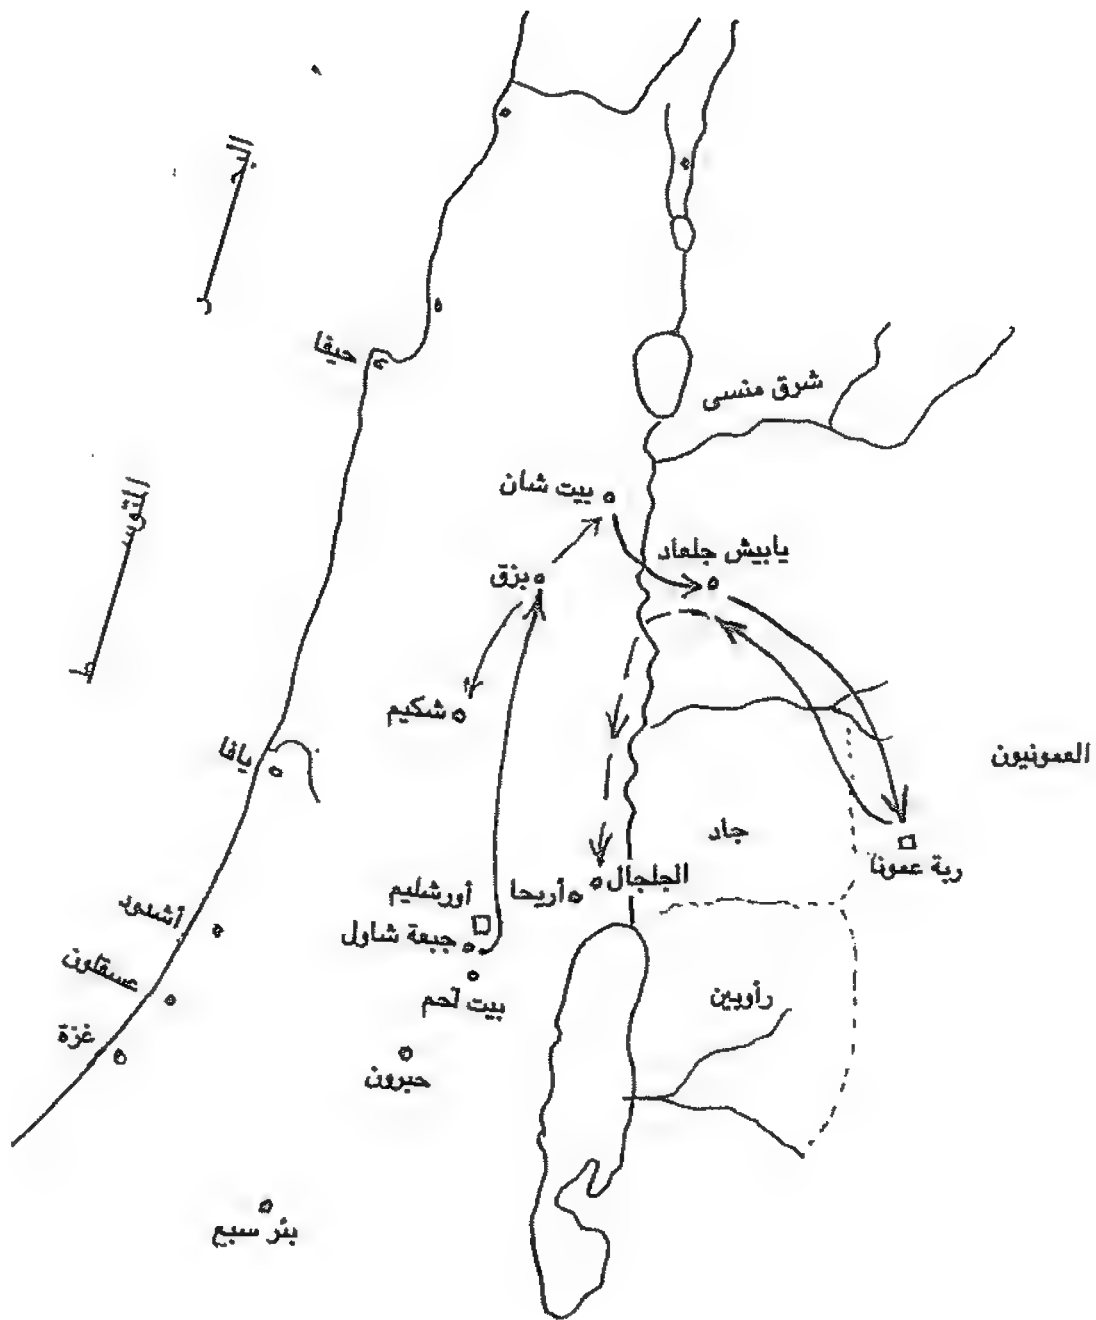 البحر
المتوسط
حيفا
شرق منسى
بيت شان
يابيش جلعاد
بزق
شكيم
يافا
العمونيون
جاد
ربة عمونا
الجلجال
أريحا
أورشليم
جبعة شاول
أشدود
عسقلون
بيت لحم
رأوبين
غزة
حبرون
بئر سبع